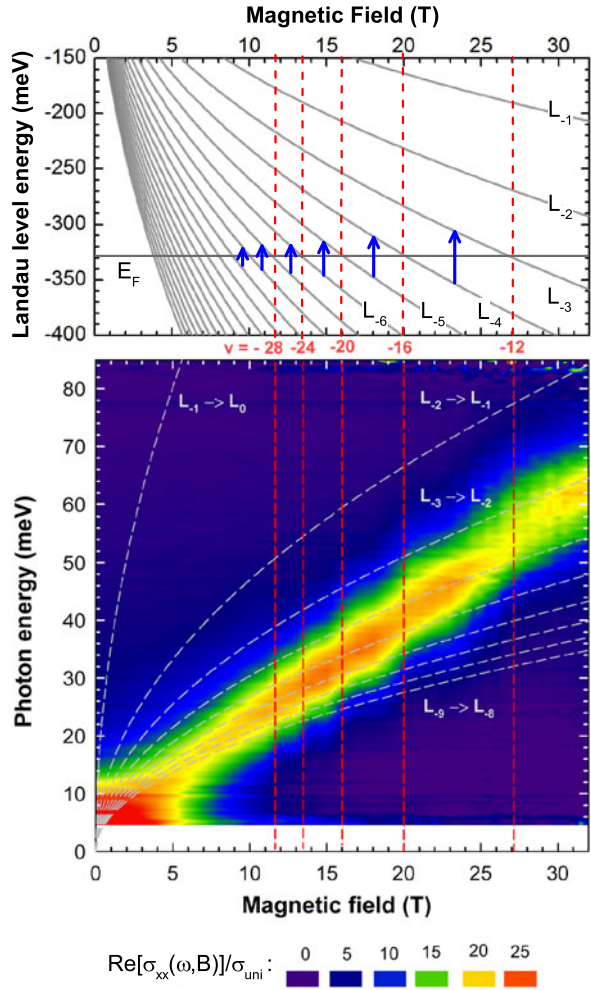 Magnetic Field (T)
0 5 10 15 20 25 30
Landau level energy (meV)
-150
-200
-250
-300
-350
-400
L-1
L-2
L-3
L-4
L-5
L-6
EF
ν = - 28 -24 -20 -16 -12
Photon energy (meV)
80
70
60
50
40
30
20
10
0
L-1 –> L0
L-2 –> L-1
L-3 –> L-2
L-9 –> L-8
0 5 10 15 20 25 30
Magnetic field (T)
Re[σxx(ω,B)]/σuni :
0 5 10 15 20 25